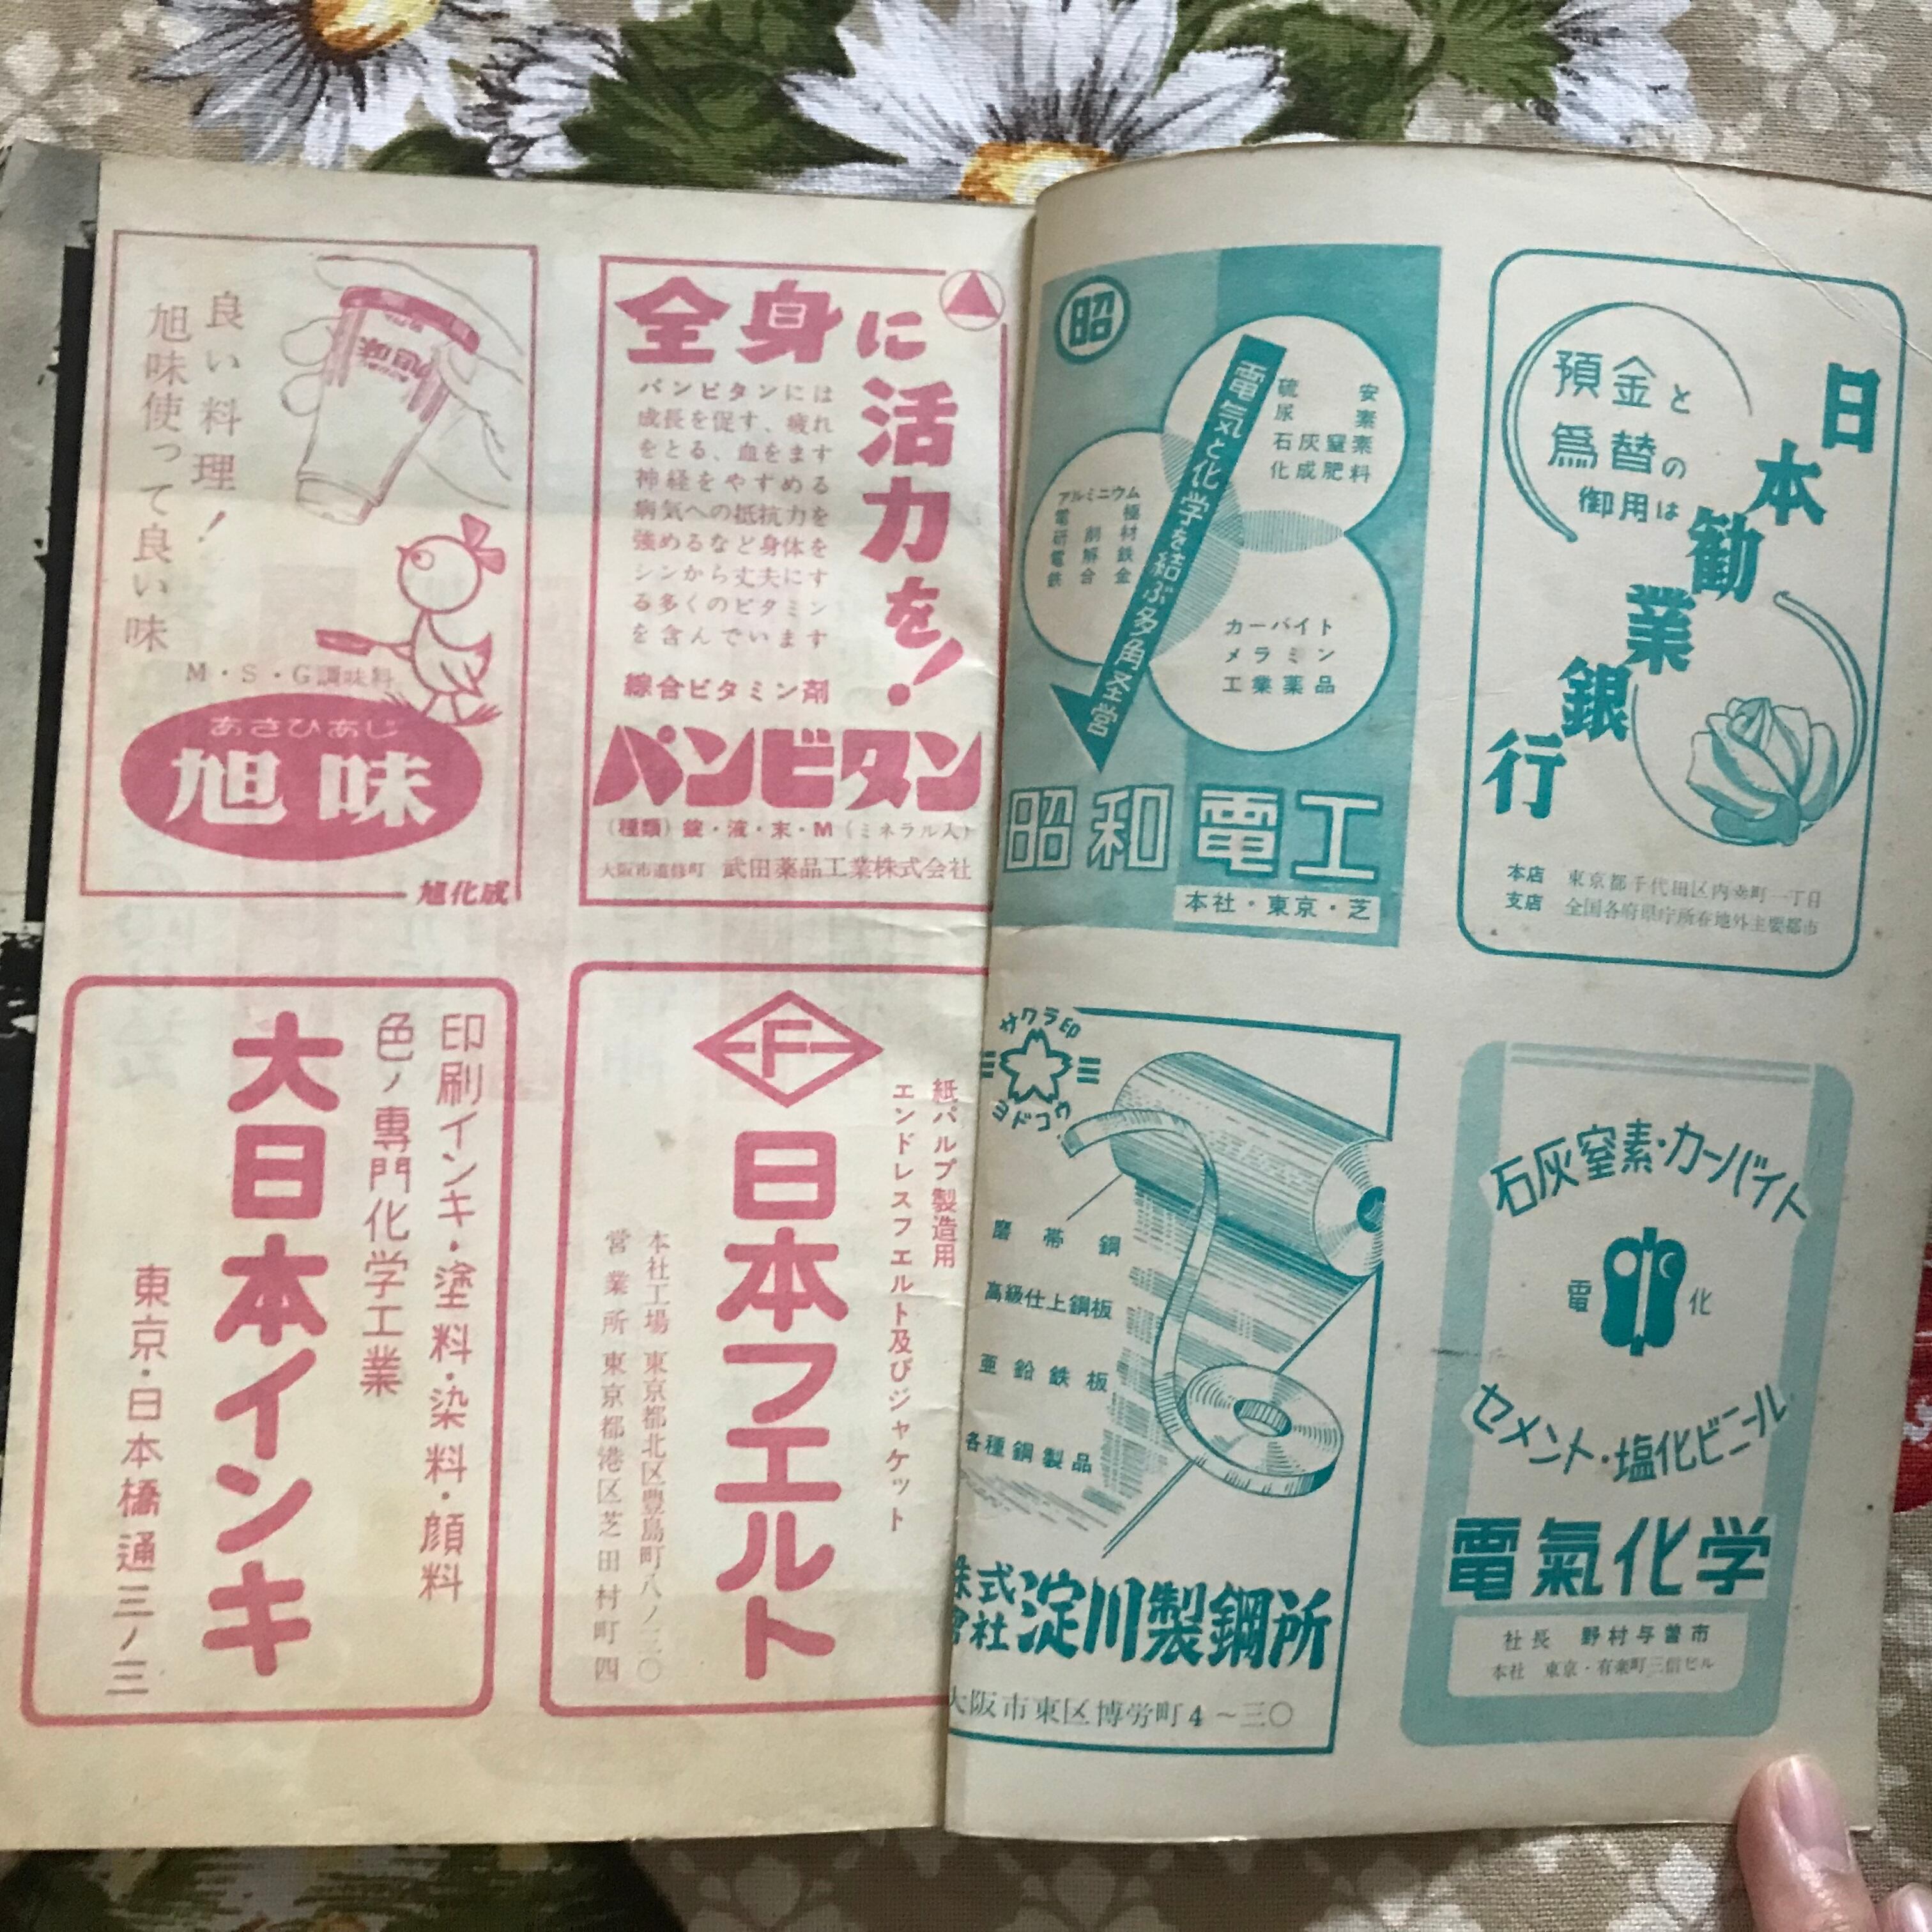 良い料理！
旭味使って良い味
旭味
M・S・G調味料
あさひあじ
旭味
旭化成
全身に
活力を！
パンビタンには
成長を促す、疲れ
をとる、血をます
神経をやすめる
病気への抵抗力を
強めるなど身体を
シンから丈夫にす
る多くのビタミン
を含んでいます
綜合ビタミン剤
パンビタン
（種類）錠・液・末・M（ミネラル入）
大阪市道修町 武田薬品工業株式会社
印刷インキ・塗料・染料・顔料
色ノ専門化学工業
大日本インキ
東京・日本橋通三ノ三
F
紙パルプ製造用
エンドレスフエルト及びジャケット
日本フエルト
本社工場 東京都北区豊島町八ノ三〇
営業所 東京都港区芝田村町四
昭
電気と化学を結ぶ多角経営
硫安
尿素
石灰窒素
化成肥料
アルミニウム
電極
研削材
電解鉄
鉄合金
カーバイト
メラミン
工業薬品
昭和電工
本社・東京・芝
預金と
爲替の
御用は
日本勧業銀行
本店 東京都千代田区内幸町一丁目
支店 全国各府県庁所在地外主要都市
サクラ印
ヨドコウ
磨帯鋼
高級仕上鋼板
亜鉛鉄板
各種鋼製品
株式
會社
淀川製鋼所
大阪市東区博労町4〜三〇
石灰窒素・カーバイト
電化
セメント・塩化ビニール
電氣化学
社長 野村与曽市
本社 東京・有楽町三信ビル